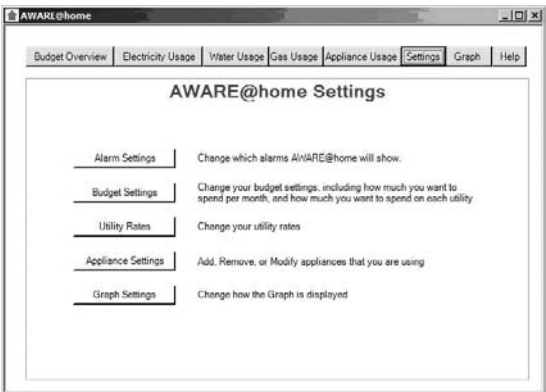 AWARE@home
Budget Overview Electricity Usage Water Usage Gas Usage Appliance Usage Settings Graph Help
AWARE@home Settings
Alarm Settings Change which alarms AWARE@home will show.
Budget Settings Change your budget settings, including how much you want to
spend per month, and how much you want to spend on each utility
Utility Rates Change your utility rates
Appliance Settings Add, Remove, or Modify appliances that you are using
Graph Settings Change how the Graph is displayed